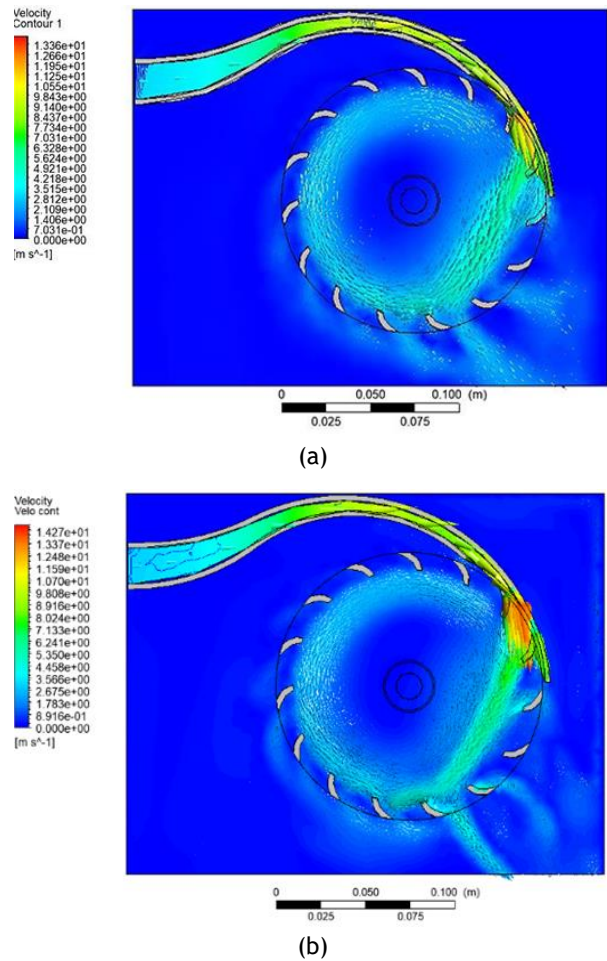 Velocity
Contour 1
1.336e+01
1.266e+01
1.195e+01
1.125e+01
1.055e+01
9.843e+00
9.140e+00
8.437e+00
7.734e+00
7.031e+00
6.328e+00
5.624e+00
4.921e+00
4.218e+00
3.515e+00
2.812e+00
2.109e+00
1.406e+00
7.031e-01
0.000e+00
[m s^-1]
0 0.050 0.100 (m)
0.025 0.075
(a)
Velocity
Velo cont
1.427e+01
1.337e+01
1.248e+01
1.159e+01
1.070e+01
9.808e+00
8.916e+00
8.024e+00
7.133e+00
6.241e+00
5.350e+00
4.458e+00
3.566e+00
2.675e+00
1.783e+00
8.916e-01
0.000e+00
[m s^-1]
0 0.050 0.100 (m)
0.025 0.075
(b)